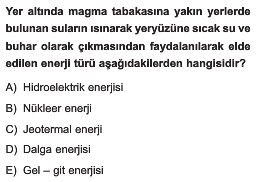 Yer altında magma tabakasına yakın yerlerde
bulunan suların ısınarak yeryüzüne sıcak su ve
buhar olarak çıkmasından faydalanılarak elde
edilen enerji türü aşağıdakilerden hangisidir?
A) Hidroelektrik enerjisi
B) Nükleer enerji
C) Jeotermal enerji
D) Dalga enerjisi
E) Gel – git enerjisi